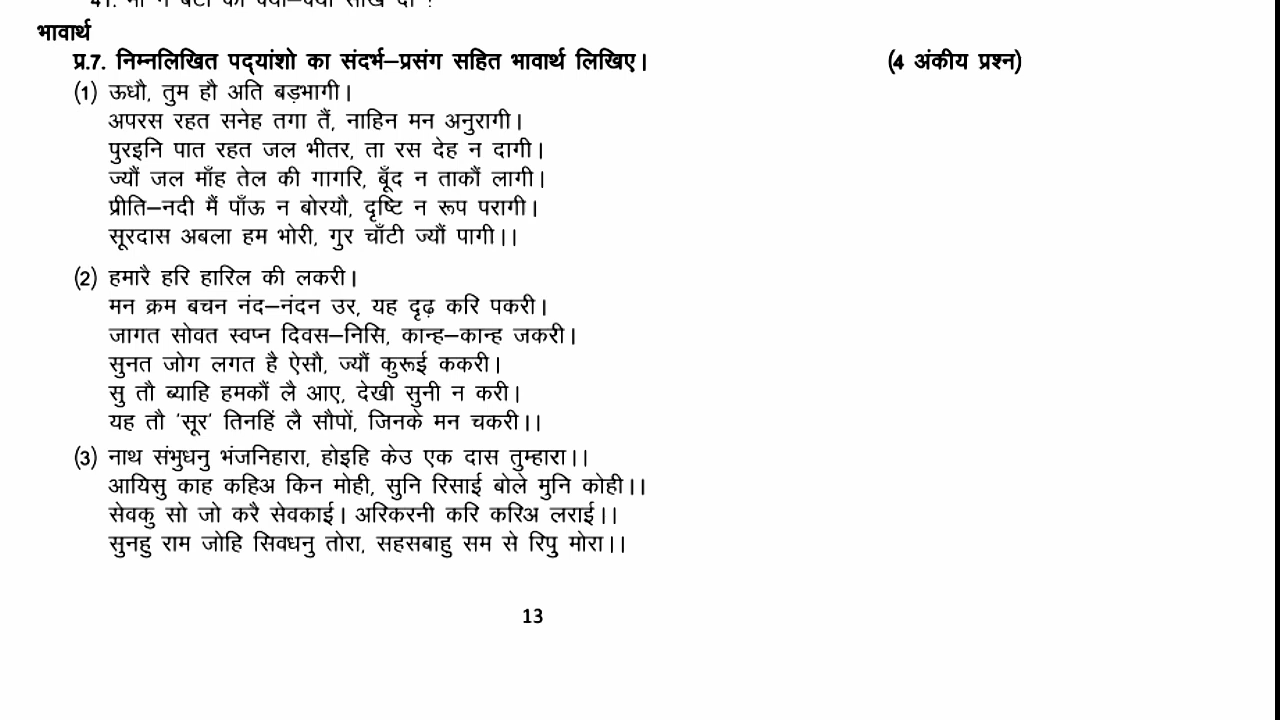 41. माँ ने बेटी को क्या–क्या सीख दी ?
भावार्थ
प्र.7. निम्नलिखित पद्यांशो का संदर्भ–प्रसंग सहित भावार्थ लिखिए। (4 अंकीय प्रश्न)
(1) ऊधौ, तुम हौ अति बड़भागी।
अपरस रहत सनेह तगा तैं, नाहिन मन अनुरागी।
पुरइनि पात रहत जल भीतर, ता रस देह न दागी।
ज्यौं जल माँह तेल की गागरि, बूँद न ताकौं लागी।
प्रीति–नदी मैं पाँऊ न बोरयौ, दृष्टि न रूप परागी।
सूरदास अबला हम भोरी, गुर चाँटी ज्यौं पागी।।
(2) हमारै हरि हारिल की लकरी।
मन क्रम बचन नंद–नंदन उर, यह दृढ़ करि पकरी।
जागत सोवत स्वप्न दिवस–निसि, कान्ह–कान्ह जकरी।
सुनत जोग लगत है ऐसौ, ज्यौं कुरूई ककरी।
सु तौ ब्याहि हमकौं लै आए, देखी सुनी न करी।
यह तौ ‘सूर’ तिनहिं लै सौपों, जिनके मन चकरी।।
(3) नाथ संभुधनु भंजनिहारा, होइहि केउ एक दास तुम्हारा।।
आयिसु काह कहिअ किन मोही, सुनि रिसाई बोले मुनि कोही।।
सेवकु सो जो करै सेवकाई। अरिकरनी करि करिअ लराई।।
सुनहु राम जोहि सिवधनु तोरा, सहसबाहु सम से रिपु मोरा।।
13